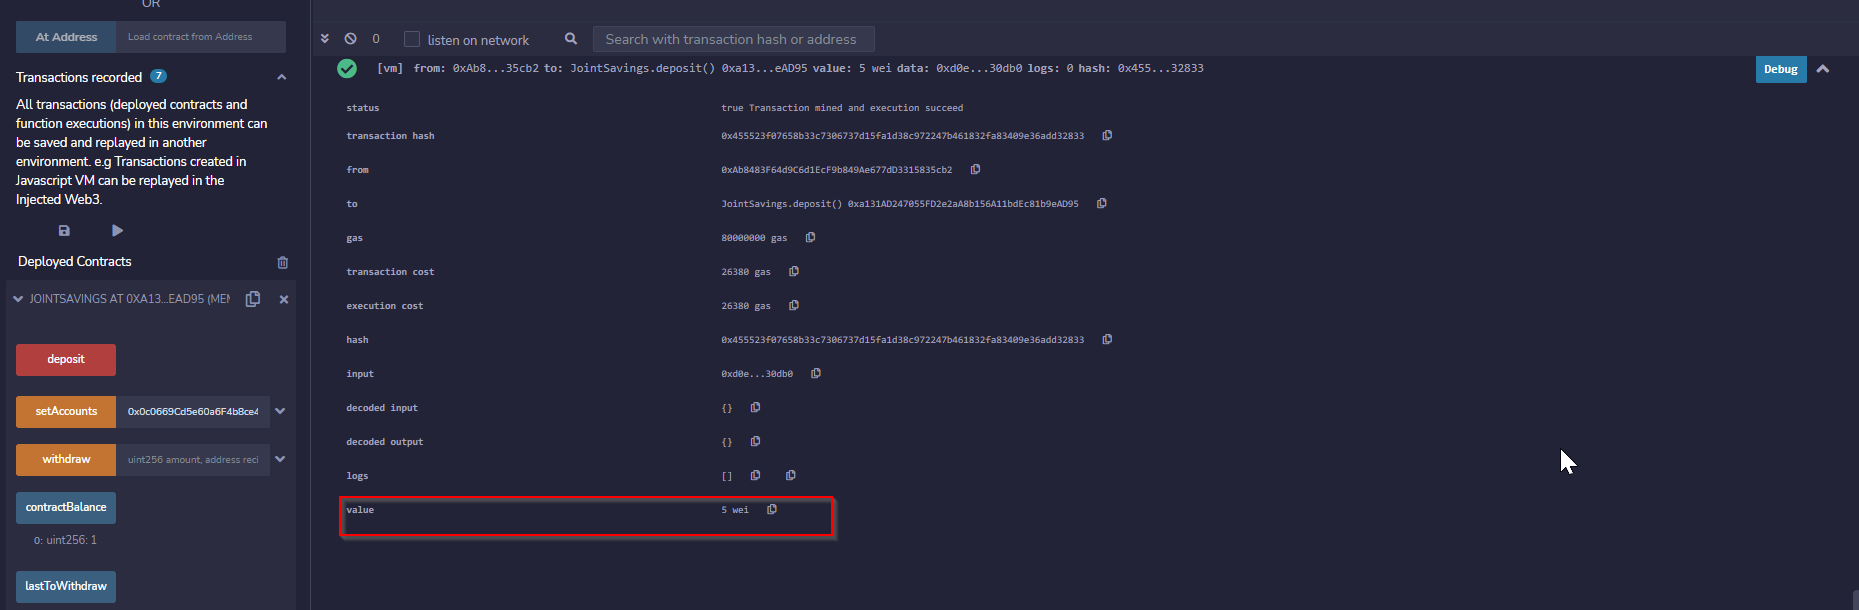 OR
At Address
Load contract from Address
Transactions recorded 7
All transactions (deployed contracts and
function executions) in this environment can
be saved and replayed in another
environment. e.g Transactions created in
Javascript VM can be replayed in the
Injected Web3.
Deployed Contracts
JOINTSAVINGS AT 0XA13...EAD95 (MEM
deposit
setAccounts
0x0c0669Cd5e60a6F4b8ce4
withdraw
uint256 amount, address reci
contractBalance
0: uint256: 1
lastToWithdraw
0
listen on network
Search with transaction hash or address
[vm] from: 0xAb8...35cb2 to: JointSavings.deposit() 0xa13...eAD95 value: 5 wei data: 0xd0e...30db0 logs: 0 hash: 0x455...32833
Debug
status
true Transaction mined and execution succeed
transaction hash
0x455523f07658b33c7306737d15fa1d38c972247b461832fa83409e36add32833
from
0xAb8483F64d9C6d1EcF9b849Ae677dD3315835cb2
to
JointSavings.deposit() 0xa131AD247055FD2e2aA8b156A11bdEc81b9eAD95
gas
80000000 gas
transaction cost
26380 gas
execution cost
26380 gas
hash
0x455523f07658b33c7306737d15fa1d38c972247b461832fa83409e36add32833
input
0xd0e...30db0
decoded input
{}
decoded output
{}
logs
[]
value
5 wei